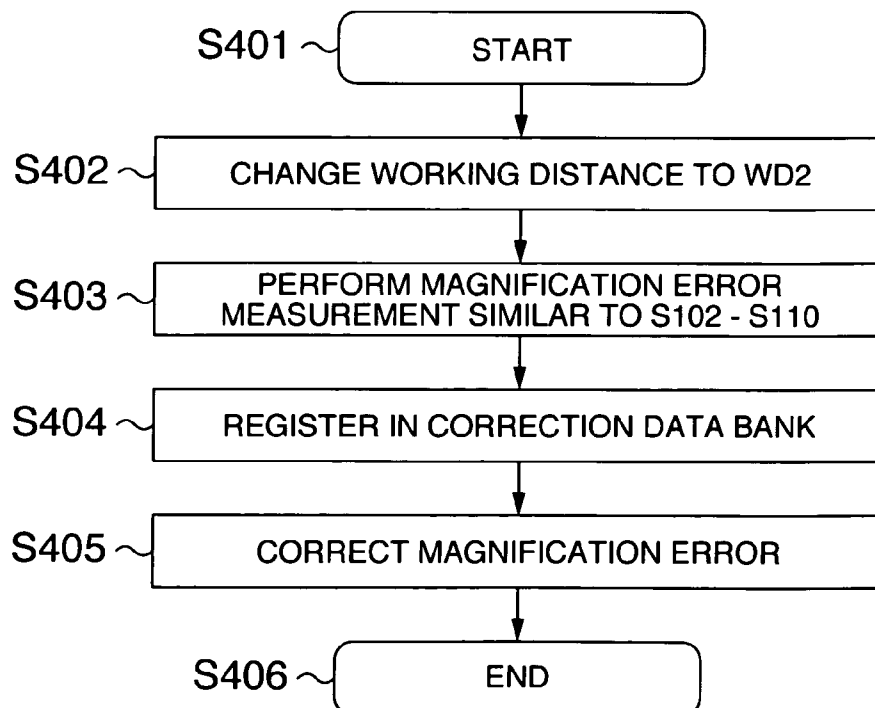 S401
START
S402
CHANGE WORKING DISTANCE TO WD2
S403
PERFORM MAGNIFICATION ERROR
MEASUREMENT SIMILAR TO S102 - S110
S404
REGISTER IN CORRECTION DATA BANK
S405
CORRECT MAGNIFICATION ERROR
S406
END